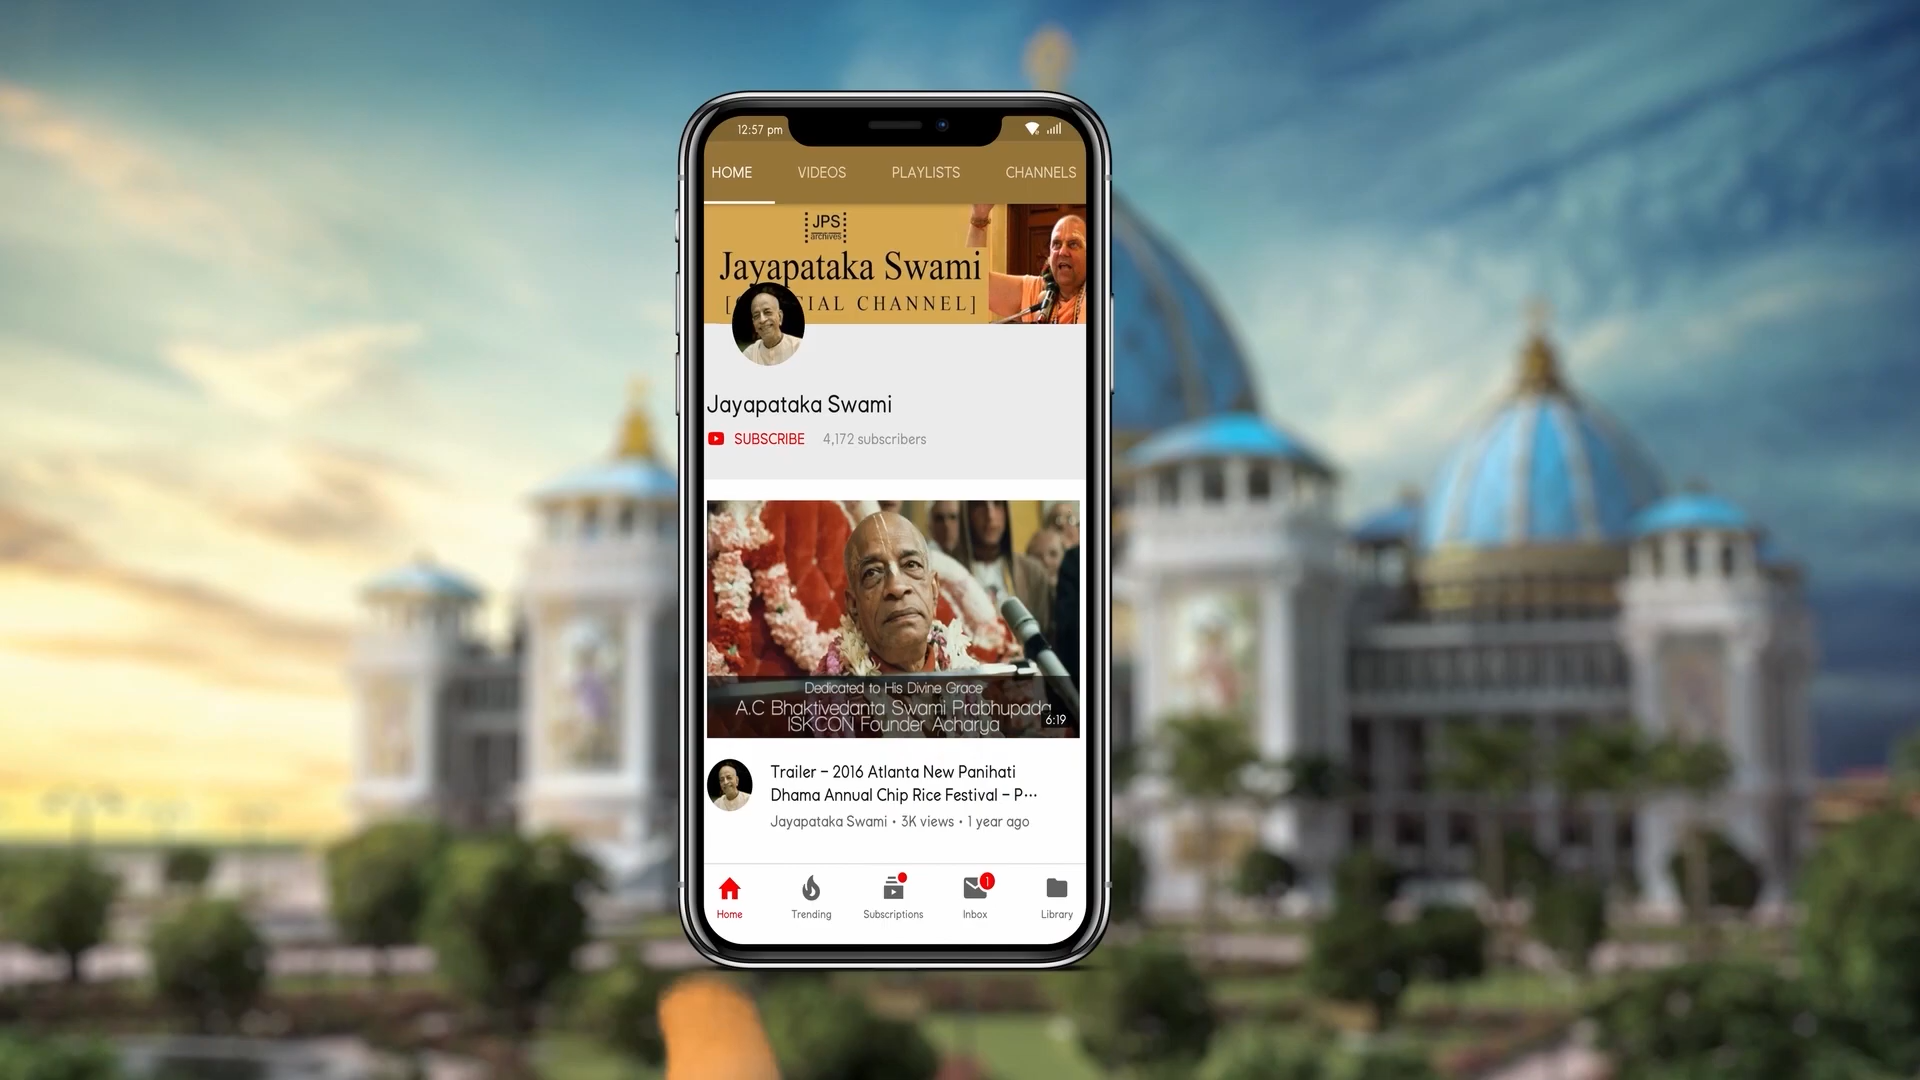 12:57 pm
HOME VIDEOS PLAYLISTS CHANNELS
JPS
archives
Jayapataka Swami
CIAL CHANNEL]
Jayapataka Swami
SUBSCRIBE 4,172 subscribers
Dedicated to His Divine Grace
A.C Bhaktivedanta Swami Prabhupada
ISKCON Founder Acharya
6:19
Trailer – 2016 Atlanta New Panihati
Dhama Annual Chip Rice Festival – P...
Jayapataka Swami • 3K views • 1 year ago
1
Home Trending Subscriptions Inbox Library